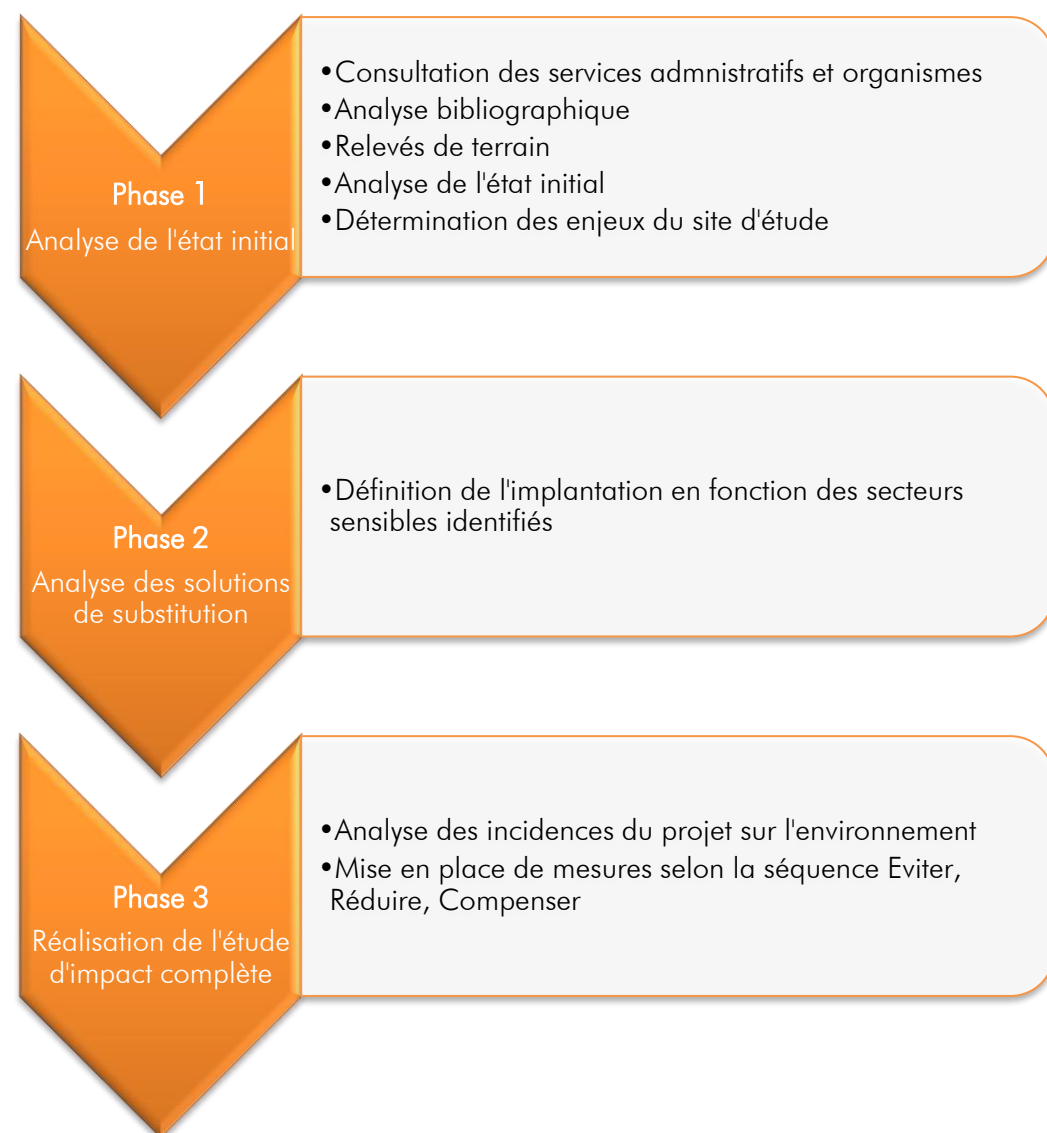 Phase 1
Analyse de l'état initial
•Consultation des services admnistratifs et organismes
•Analyse bibliographique
•Relevés de terrain
•Analyse de l'état initial
•Détermination des enjeux du site d'étude
Phase 2
Analyse des solutions
de substitution
•Définition de l'implantation en fonction des secteurs
sensibles identifiés
Phase 3
Réalisation de l'étude
d'impact complète
•Analyse des incidences du projet sur l'environnement
•Mise en place de mesures selon la séquence Eviter,
Réduire, Compenser